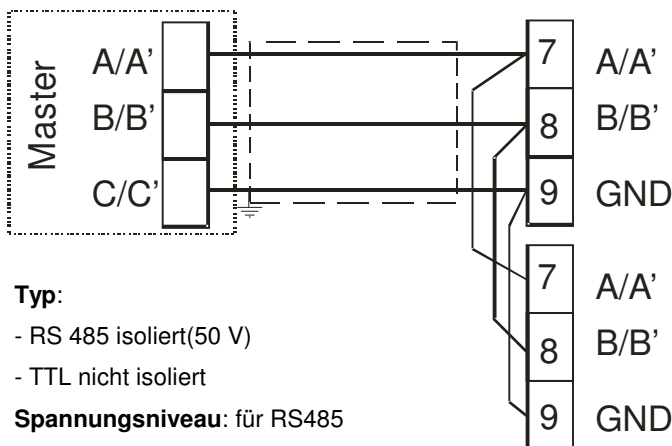 Master
A/A' 7 A/A'
B/B' 8 B/B'
C/C' 9 GND
7 A/A'
8 B/B'
9 GND
Typ:
- RS 485 isoliert(50 V)
- TTL nicht isoliert
Spannungsniveau: für RS485